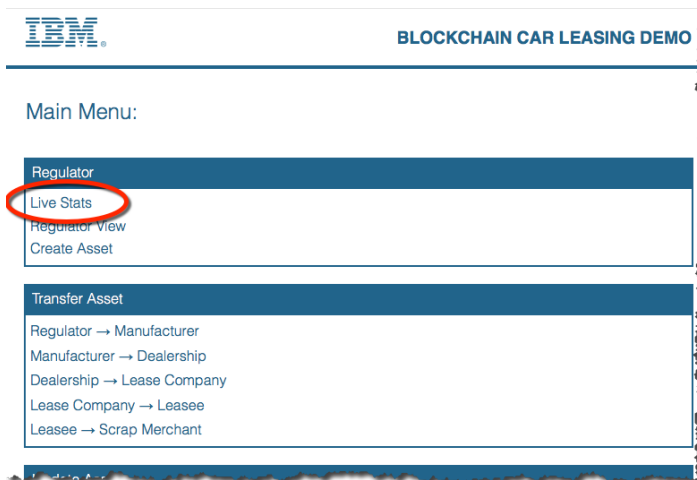 IBM
BLOCKCHAIN CAR LEASING DEMO
Main Menu:
Regulator
Live Stats
Regulator View
Create Asset
Transfer Asset
Regulator → Manufacturer
Manufacturer → Dealership
Dealership → Lease Company
Lease Company → Leasee
Leasee → Scrap Merchant